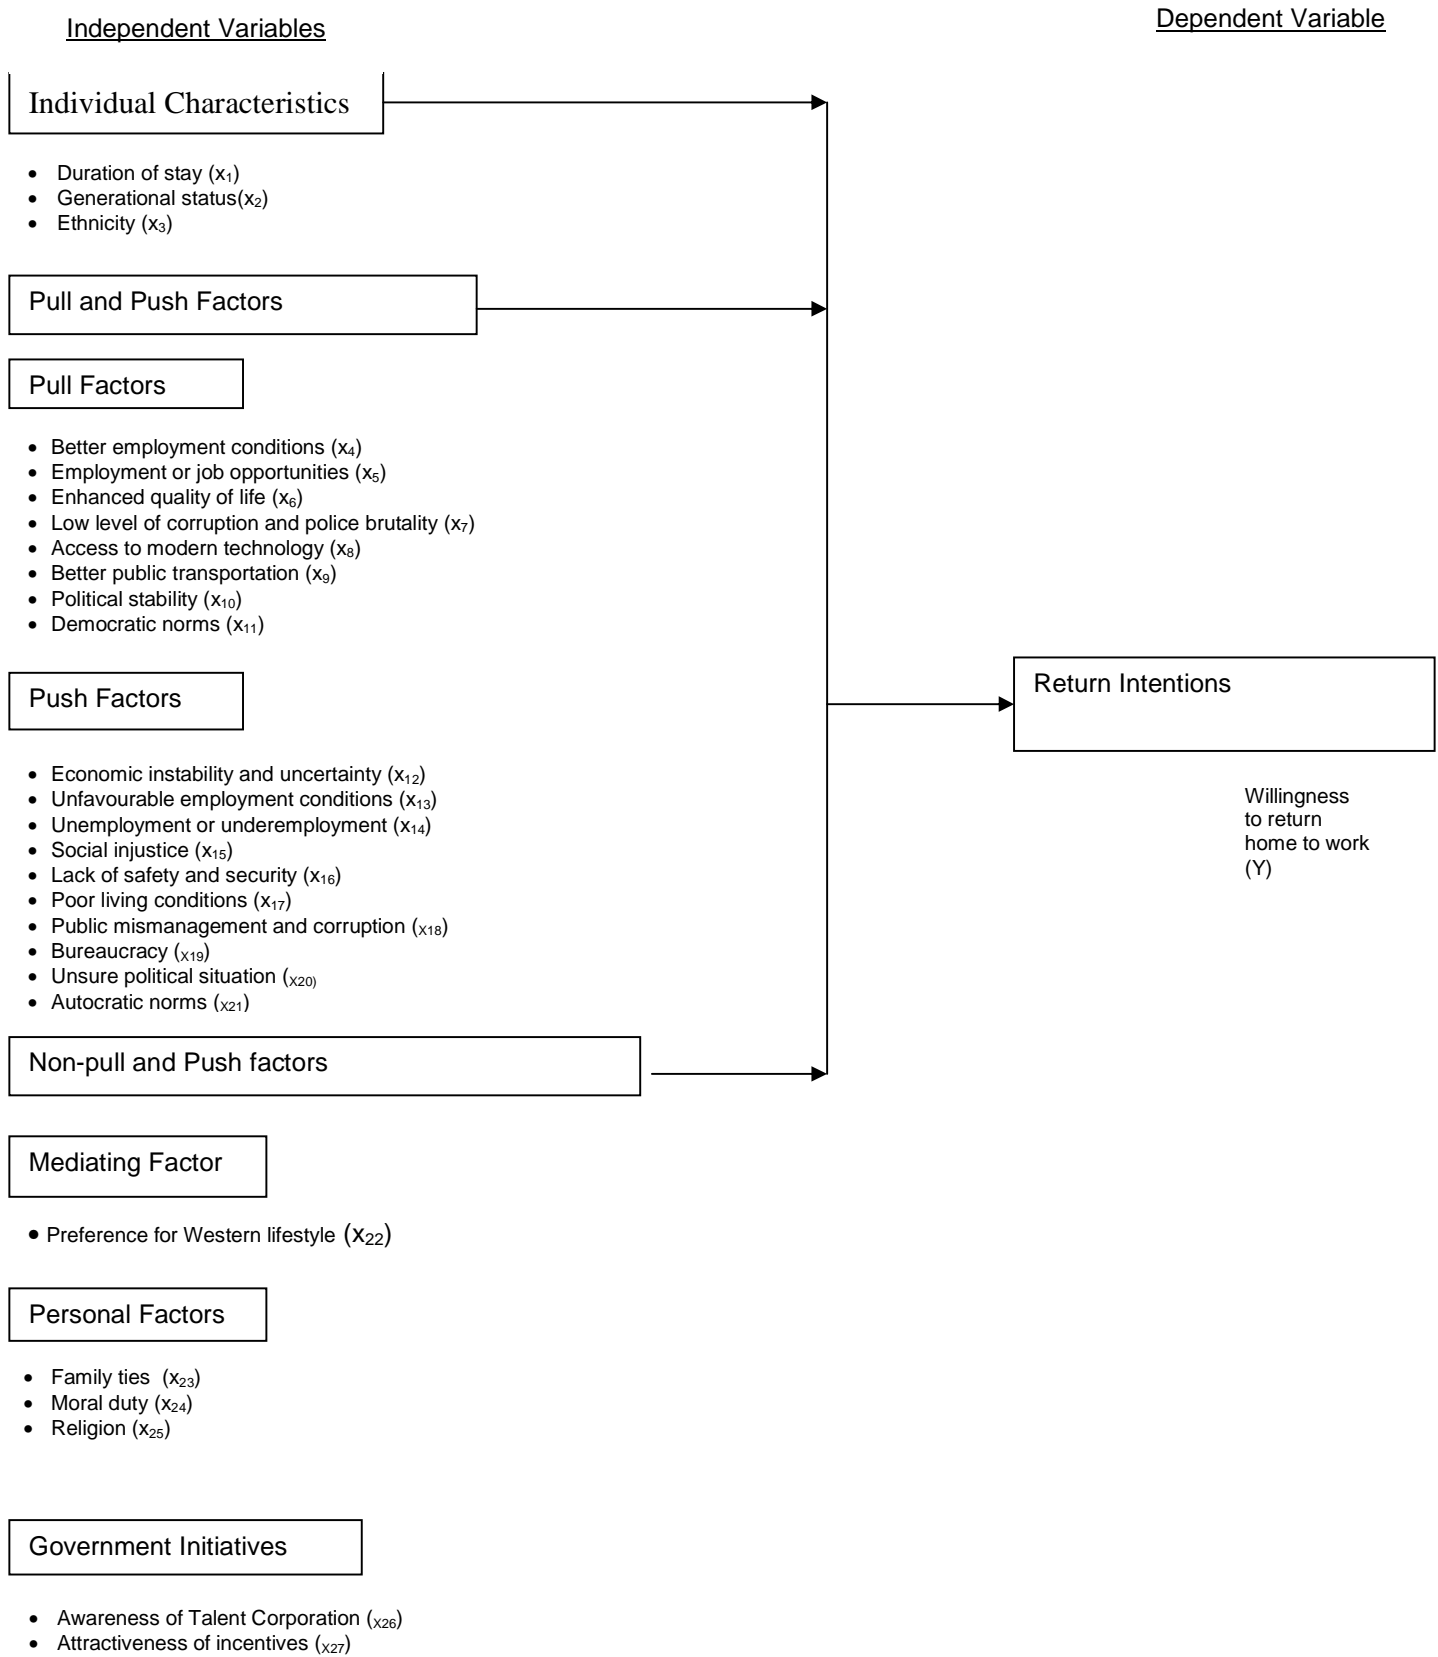 Independent Variables
Dependent Variable
Individual Characteristics
• Duration of stay (x₁)
• Generational status(x₂)
• Ethnicity (x₃)
Pull and Push Factors
Pull Factors
• Better employment conditions (x₄)
• Employment or job opportunities (x₅)
• Enhanced quality of life (x₆)
• Low level of corruption and police brutality (x₇)
• Access to modern technology (x₈)
• Better public transportation (x₉)
• Political stability (x₁₀)
• Democratic norms (x₁₁)
Push Factors
• Economic instability and uncertainty (x₁₂)
• Unfavourable employment conditions (x₁₃)
• Unemployment or underemployment (x₁₄)
• Social injustice (x₁₅)
• Lack of safety and security (x₁₆)
• Poor living conditions (x₁₇)
• Public mismanagement and corruption (ₓ₁₈)
• Bureaucracy (ₓ₁₉)
• Unsure political situation (ₓ₂₀₎
• Autocratic norms (ₓ₂₁)
Return Intentions
Willingness
to return
home to work
(Y)
Non-pull and Push factors
Mediating Factor
• Preference for Western lifestyle (x₂₂)
Personal Factors
• Family ties (x₂₃)
• Moral duty (x₂₄)
• Religion (x₂₅)
Government Initiatives
• Awareness of Talent Corporation (ₓ₂₆)
• Attractiveness of incentives (ₓ₂₇)